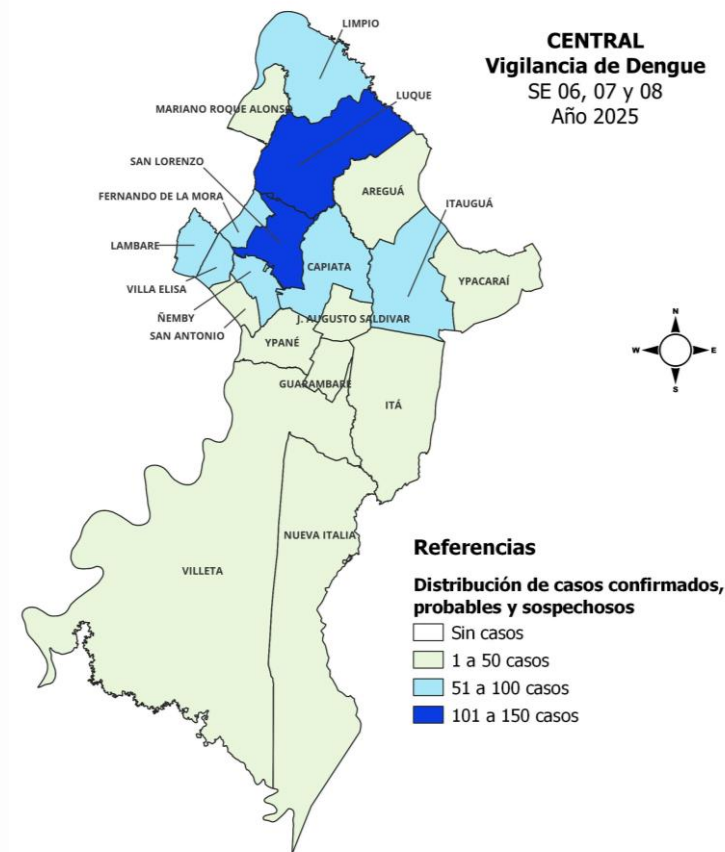 CENTRAL
Vigilancia de Dengue
SE 06, 07 y 08
Año 2025
LIMPIO
LUQUE
MARIANO ROQUE ALONSO
SAN LORENZO
FERNANDO DE LA MORA
AREGUÁ
ITAUGUÁ
LAMBARE
CAPIATA
YPACARAÍ
VILLA ELISA
ÑEMBY
J. AUGUSTO SALDIVAR
SAN ANTONIO
YPANÉ
GUARAMBARE
ITÁ
NUEVA ITALIA
VILLETA
N
W
E
S
Referencias
Distribución de casos confirmados,
probables y sospechosos
Sin casos
1 a 50 casos
51 a 100 casos
101 a 150 casos